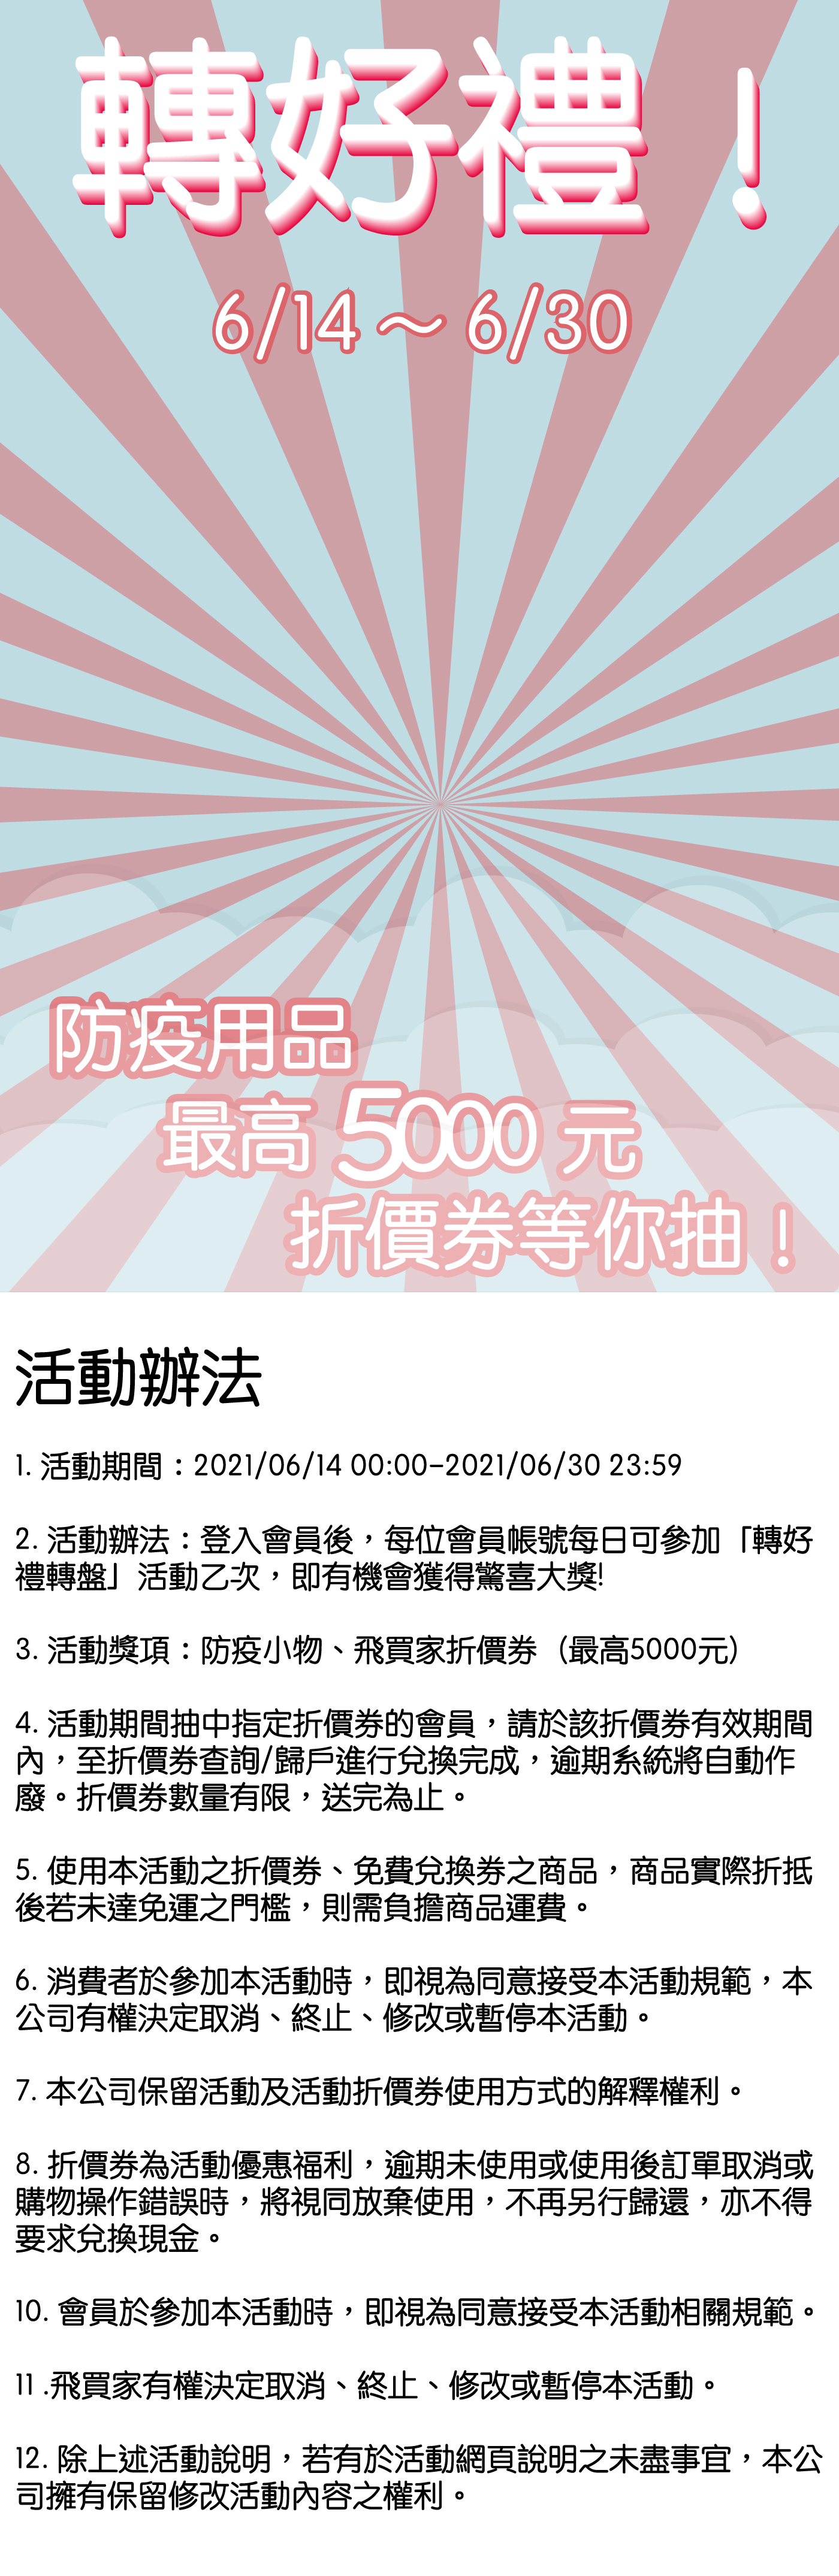 轉好禮！
6/14～6/30
防疫用品
最高 5000 元
折價券等你抽！
活動辦法
1. 活動期間：2021/06/14 00:00-2021/06/30 23:59
2. 活動辦法：登入會員後，每位會員帳號每日可參加「轉好
禮轉盤」活動乙次，即有機會獲得驚喜大獎!
3. 活動獎項：防疫小物、飛買家折價券（最高5000元）
4. 活動期間抽中指定折價券的會員，請於該折價券有效期間
內，至折價券查詢/歸戶進行兌換完成，逾期系統將自動作
廢。折價券數量有限，送完為止。
5. 使用本活動之折價券、免費兌換券之商品，商品實際折抵
後若未達免運之門檻，則需負擔商品運費。
6. 消費者於參加本活動時，即視為同意接受本活動規範，本
公司有權決定取消、終止、修改或暫停本活動。
7. 本公司保留活動及活動折價券使用方式的解釋權利。
8. 折價券為活動優惠福利，逾期未使用或使用後訂單取消或
購物操作錯誤時，將視同放棄使用，不再另行歸還，亦不得
要求兌換現金。
10. 會員於參加本活動時，即視為同意接受本活動相關規範。
11 .飛買家有權決定取消、終止、修改或暫停本活動。
12. 除上述活動說明，若有於活動網頁說明之未盡事宜，本公
司擁有保留修改活動內容之權利。